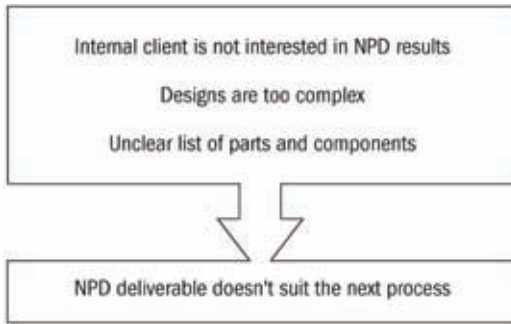 Internal client is not interested in NPD results
Designs are too complex
Unclear list of parts and components
NPD deliverable doesn't suit the next process